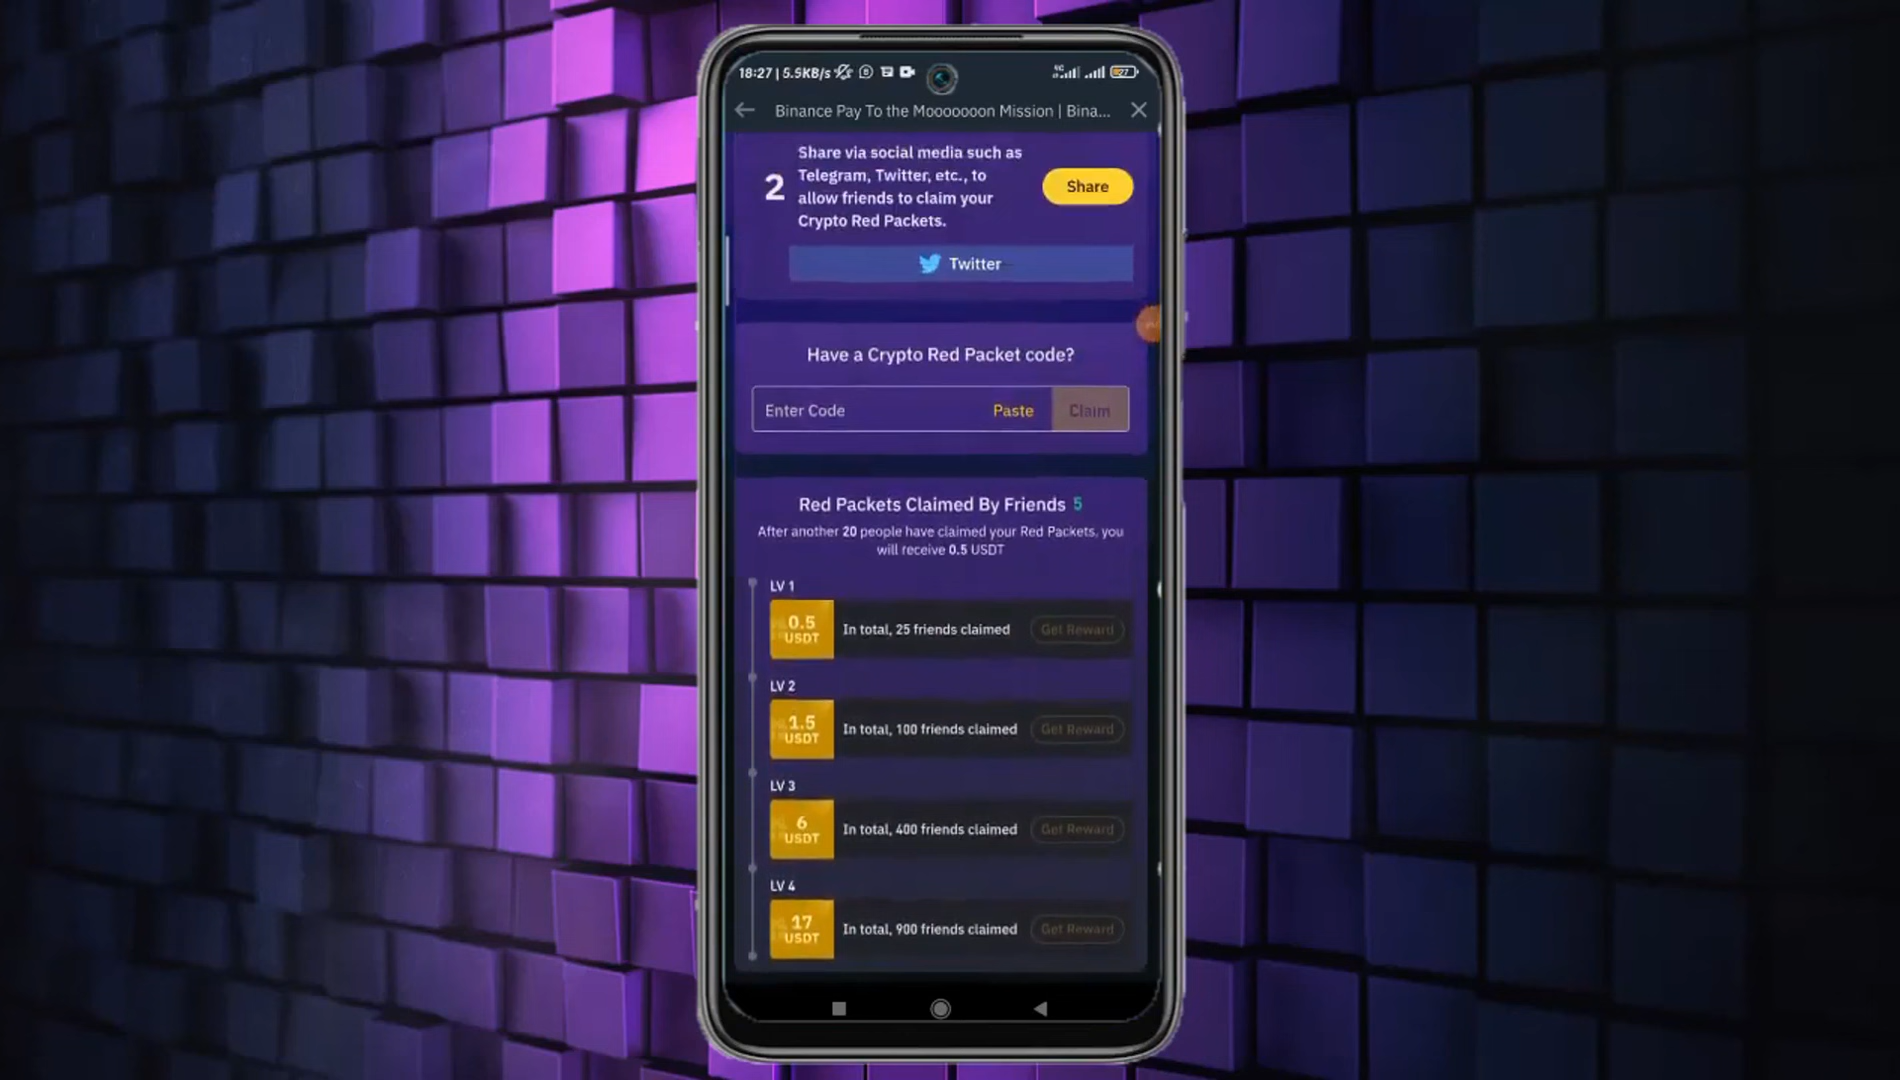 18:27 | 5.5KB/s
4G
27
Binance Pay To the Mooooooon Mission | Bina...
2
Share via social media such as
Telegram, Twitter, etc., to
allow friends to claim your
Crypto Red Packets.
Share
Twitter
Have a Crypto Red Packet code?
Enter Code
Paste
Claim
Red Packets Claimed By Friends 5
After another 20 people have claimed your Red Packets, you
will receive 0.5 USDT
LV 1
0.5
USDT
In total, 25 friends claimed
Get Reward
LV 2
1.5
USDT
In total, 100 friends claimed
Get Reward
LV 3
6
USDT
In total, 400 friends claimed
Get Reward
LV 4
17
USDT
In total, 900 friends claimed
Get Reward